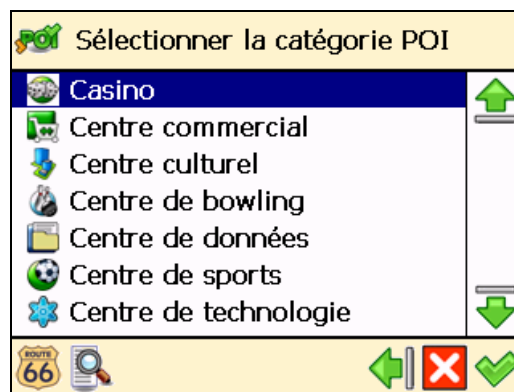 POI Sélectionner la catégorie POI
Casino
Centre commercial
Centre culturel
Centre de bowling
Centre de données
Centre de sports
Centre de technologie
ROUTE
66